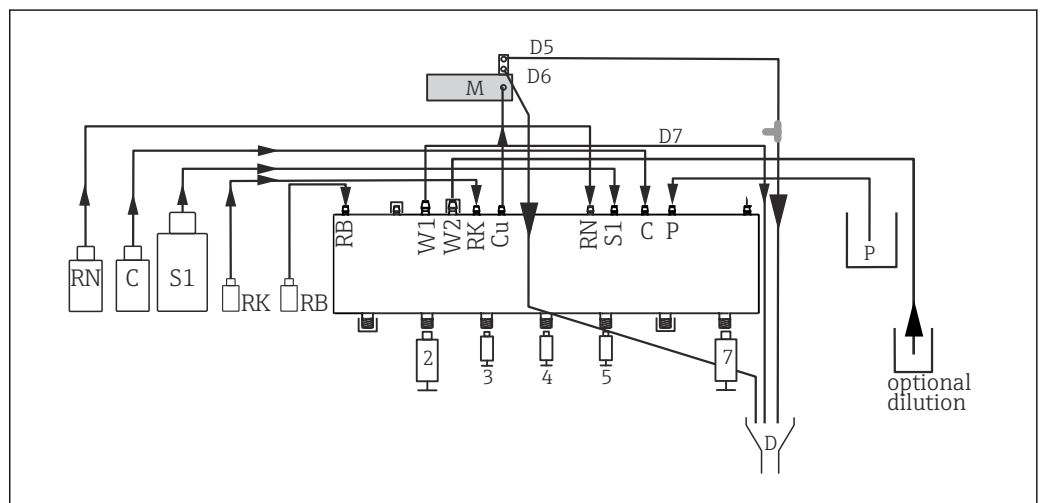 D5
D6
M
D7
RB
W1
W2
RK
Cu
RN
S1
C
P
RN
C
S1
RK
RB
P
2
3
4
5
7
optional
dilution
D